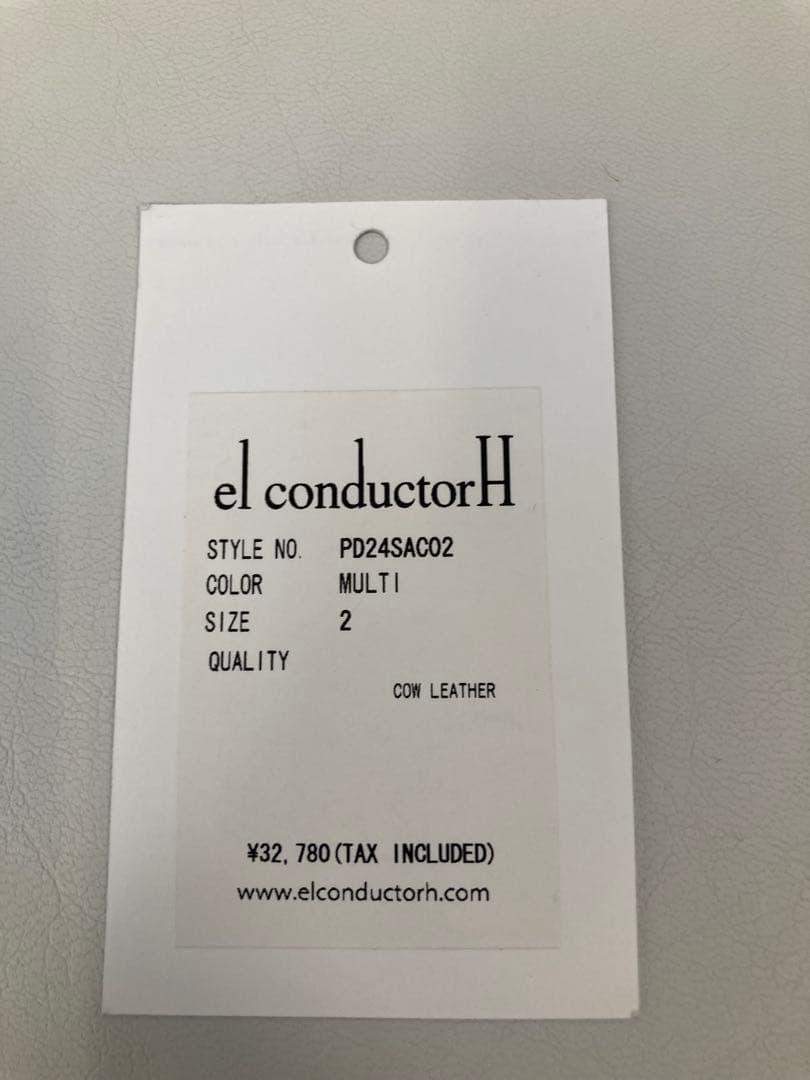 el conductorH
STYLE NO. PD24SAC02
COLOR MULTI
SIZE 2
QUALITY
COW LEATHER
¥32,780(TAX INCLUDED)
www.elconductorh.com